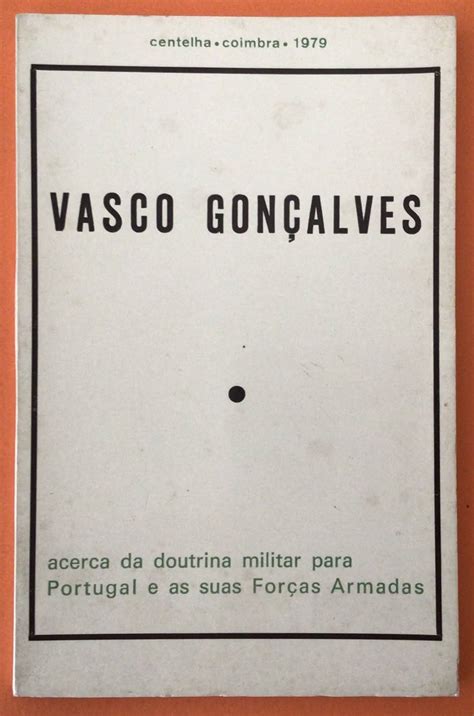 centelha • coimbra • 1979
VASCO GONÇALVES
acerca da doutrina militar para
Portugal e as suas Forças Armadas